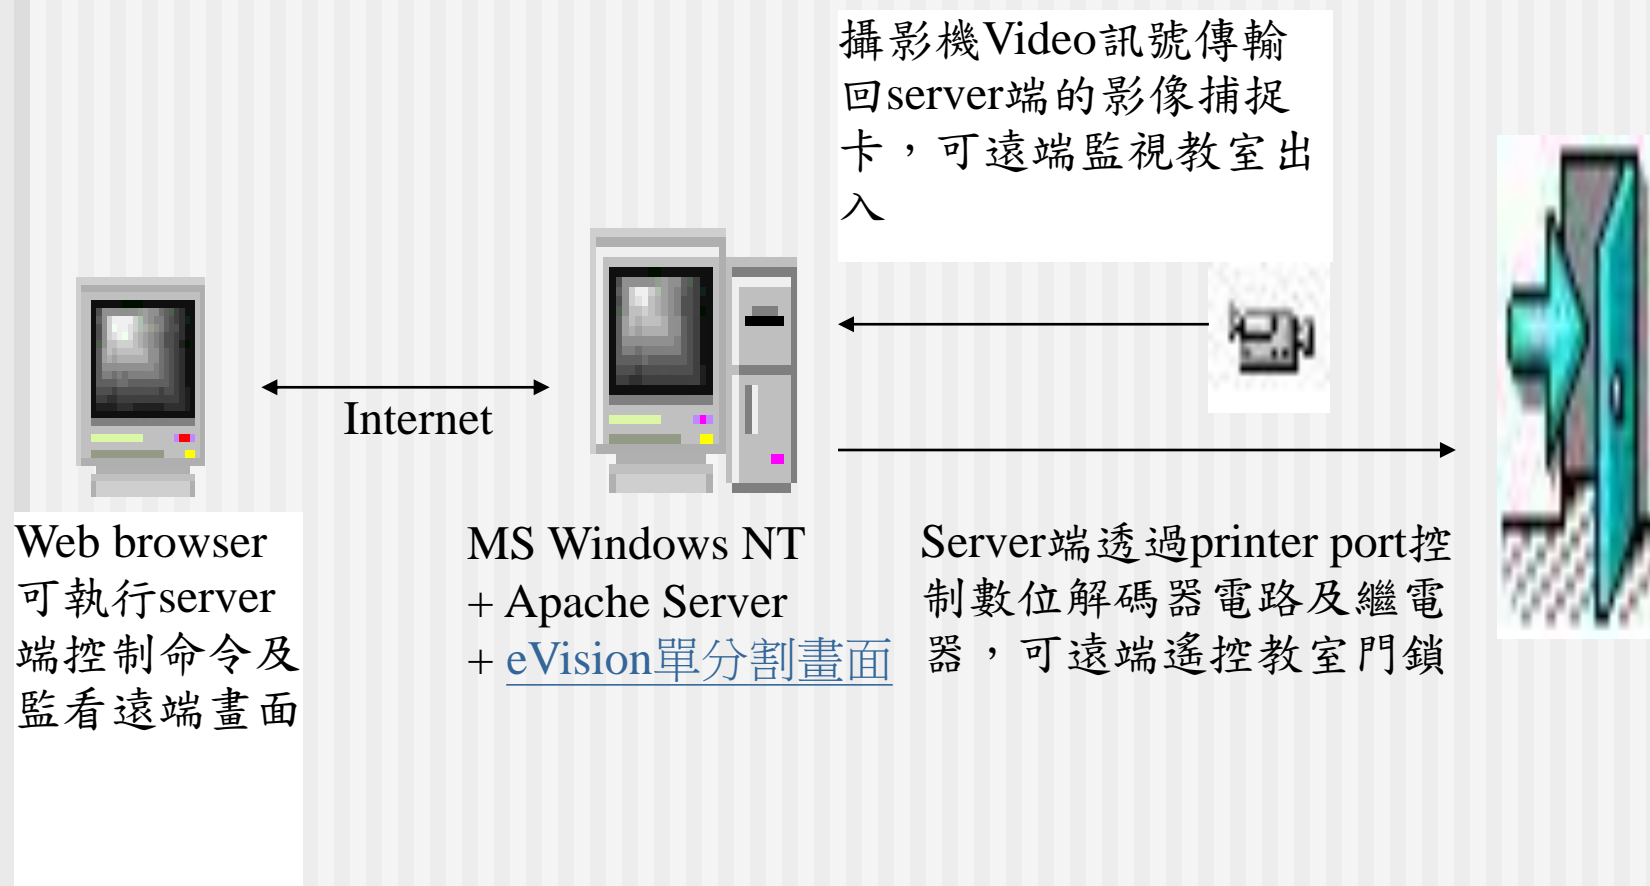 攝影機Video訊號傳輸
回server端的影像捕捉
卡，可遠端監視教室出
入
Internet
Web browser
可執行server
端控制命令及
監看遠端畫面
MS Windows NT
+ Apache Server
+ eVision單分割畫面
Server端透過printer port控
制數位解碼器電路及繼電
器，可遠端遙控教室門鎖